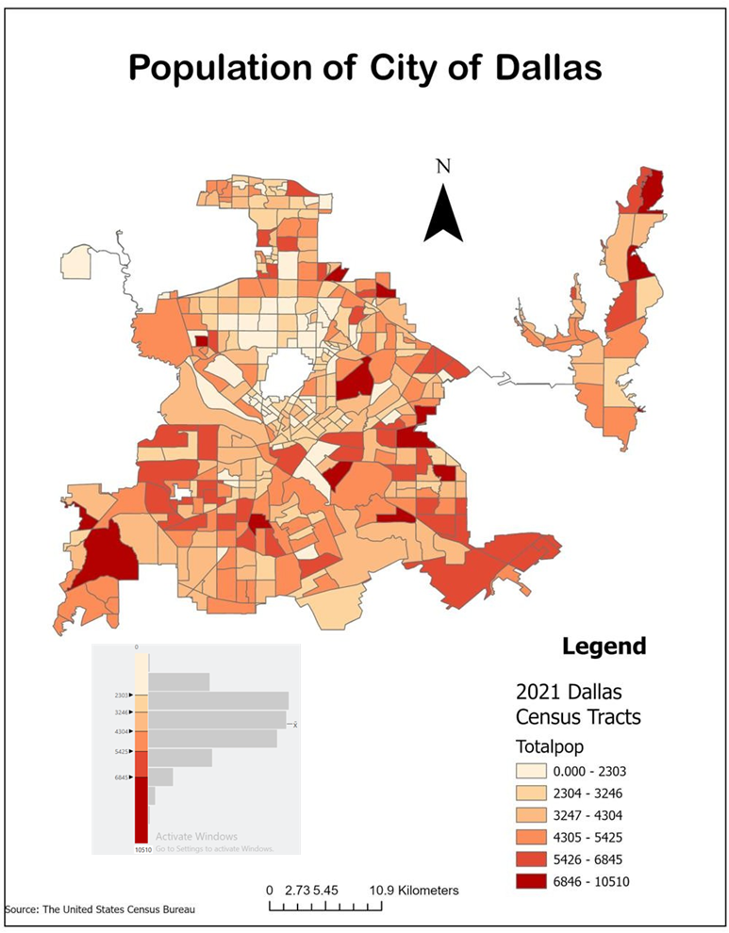 Population of City of Dallas
N
0
2303
3246
4304
x̄
5425
6845
10510
Activate Windows
Go to Settings to activate Windows.
Legend
2021 Dallas
Census Tracts
Totalpop
0.000 - 2303
2304 - 3246
3247 - 4304
4305 - 5425
5426 - 6845
6846 - 10510
0 2.73 5.45 10.9 Kilometers
Source: The United States Census Bureau